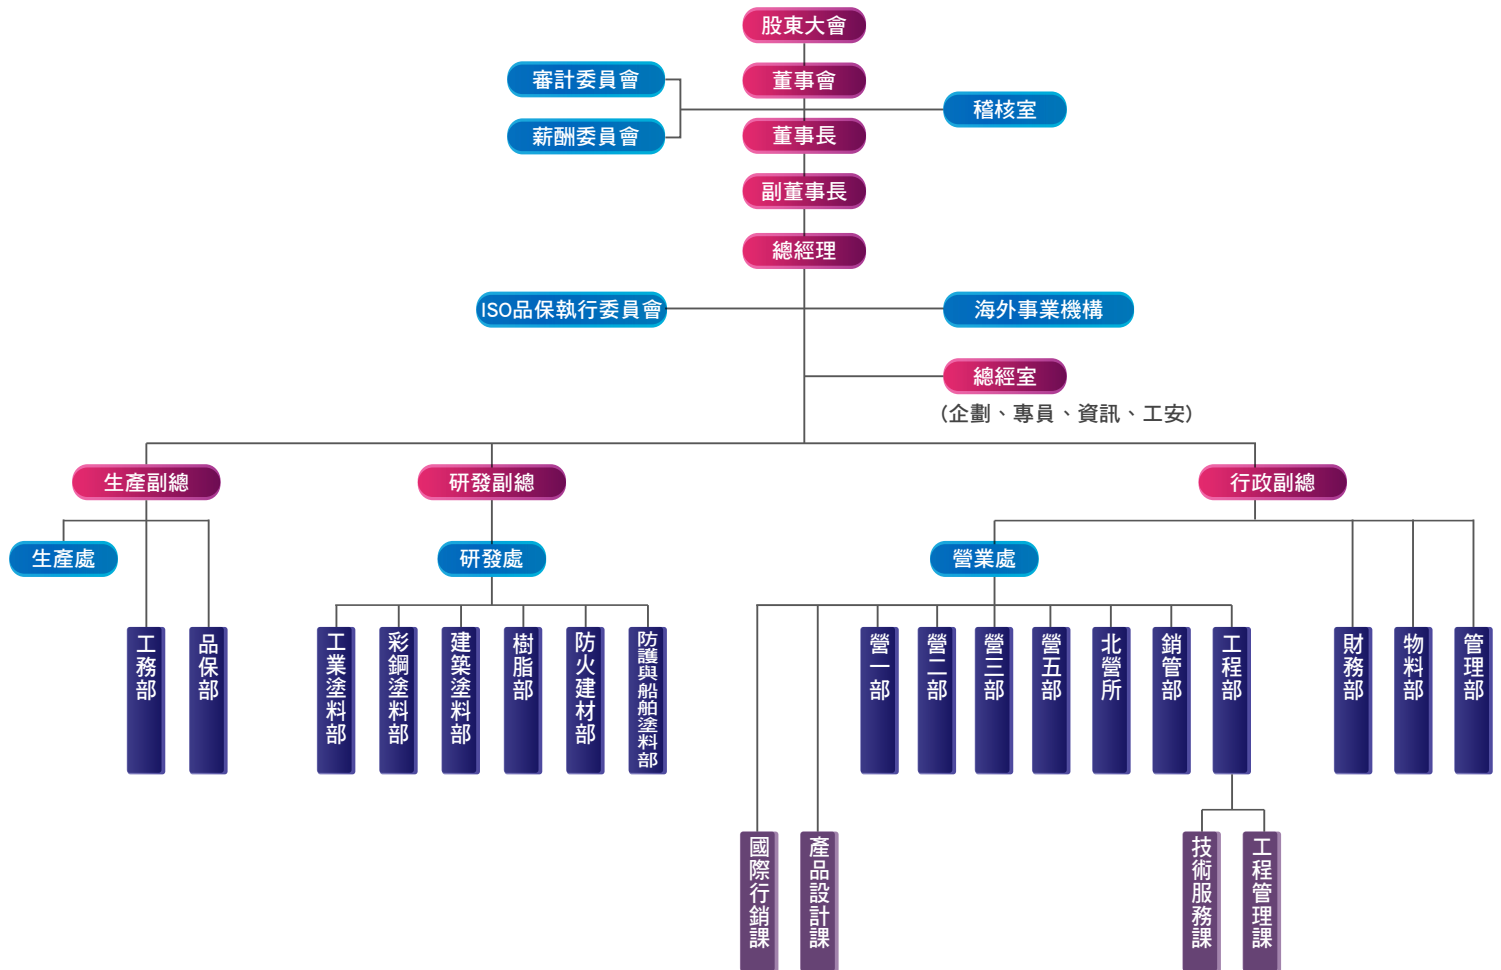 股東大會
審計委員會
董事會
稽核室
薪酬委員會
董事長
副董事長
總經理
ISO品保執行委員會
海外事業機構
總經室
（企劃、專員、資訊、工安）
生產副總
研發副總
行政副總
生產處
研發處
營業處
工務部
品保部
工業塗料部
彩鋼塗料部
建築塗料部
樹脂部
防火建材部
防護與船舶塗料部
營一部
營二部
營三部
營五部
北營所
銷管部
工程部
財務部
物料部
管理部
國際行銷課
產品設計課
技術服務課
工程管理課